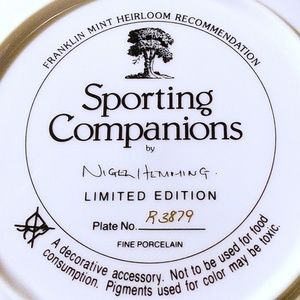 FRANKLIN MINT HEIRLOOM RECOMMENDATION
Sporting
Companions
by
NIGEL HEMMING.
LIMITED EDITION
Plate No. R3879
FINE PORCELAIN
A decorative accessory. Not to be used for food
consumption. Pigments used for color may be toxic.